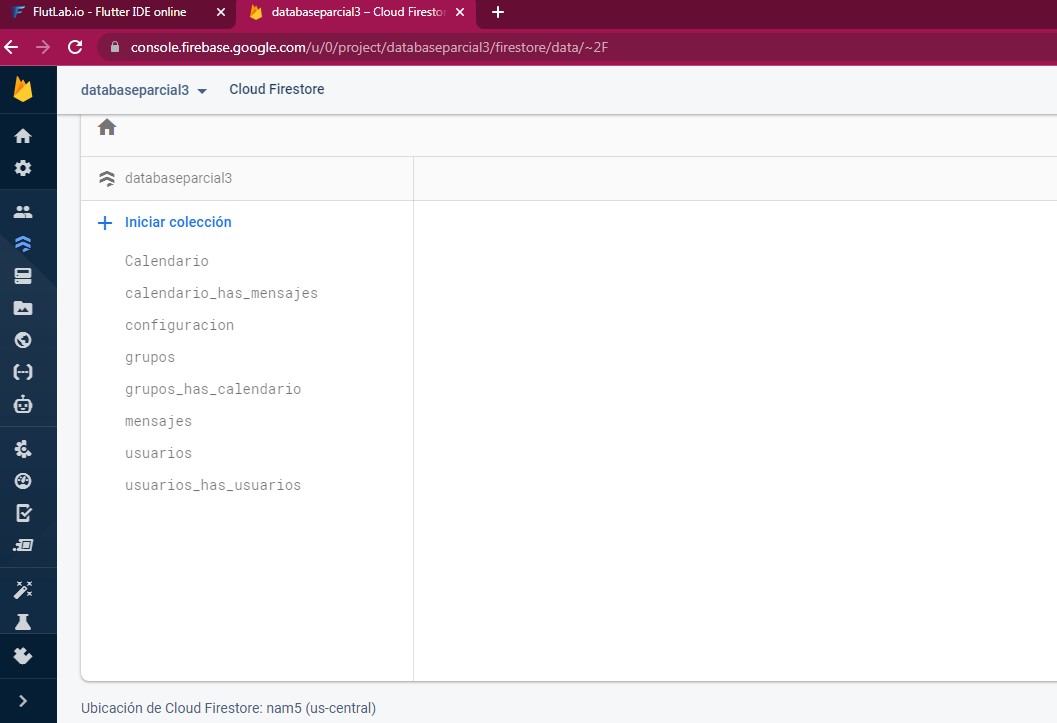 FlutLab.io - Flutter IDE online
databaseparcial3 – Cloud Firestor
console.firebase.google.com/u/0/project/databaseparcial3/firestore/data/~2F
databaseparcial3
Cloud Firestore
databaseparcial3
Iniciar colección
Calendario
calendario_has_mensajes
configuracion
grupos
grupos_has_calendario
mensajes
usuarios
usuarios_has_usuarios
Ubicación de Cloud Firestore: nam5 (us-central)